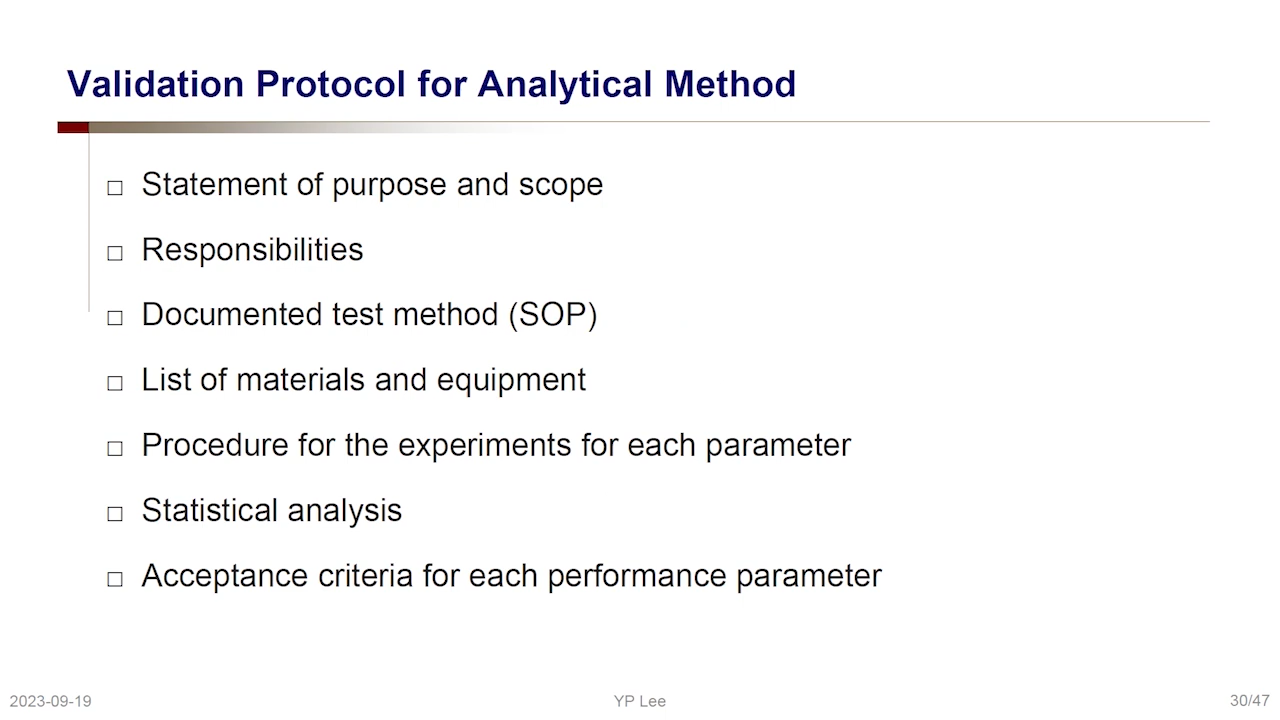 Validation Protocol for Analytical Method
□ Statement of purpose and scope
□ Responsibilities
□ Documented test method (SOP)
□ List of materials and equipment
□ Procedure for the experiments for each parameter
□ Statistical analysis
□ Acceptance criteria for each performance parameter
2023-09-19
YP Lee
30/47